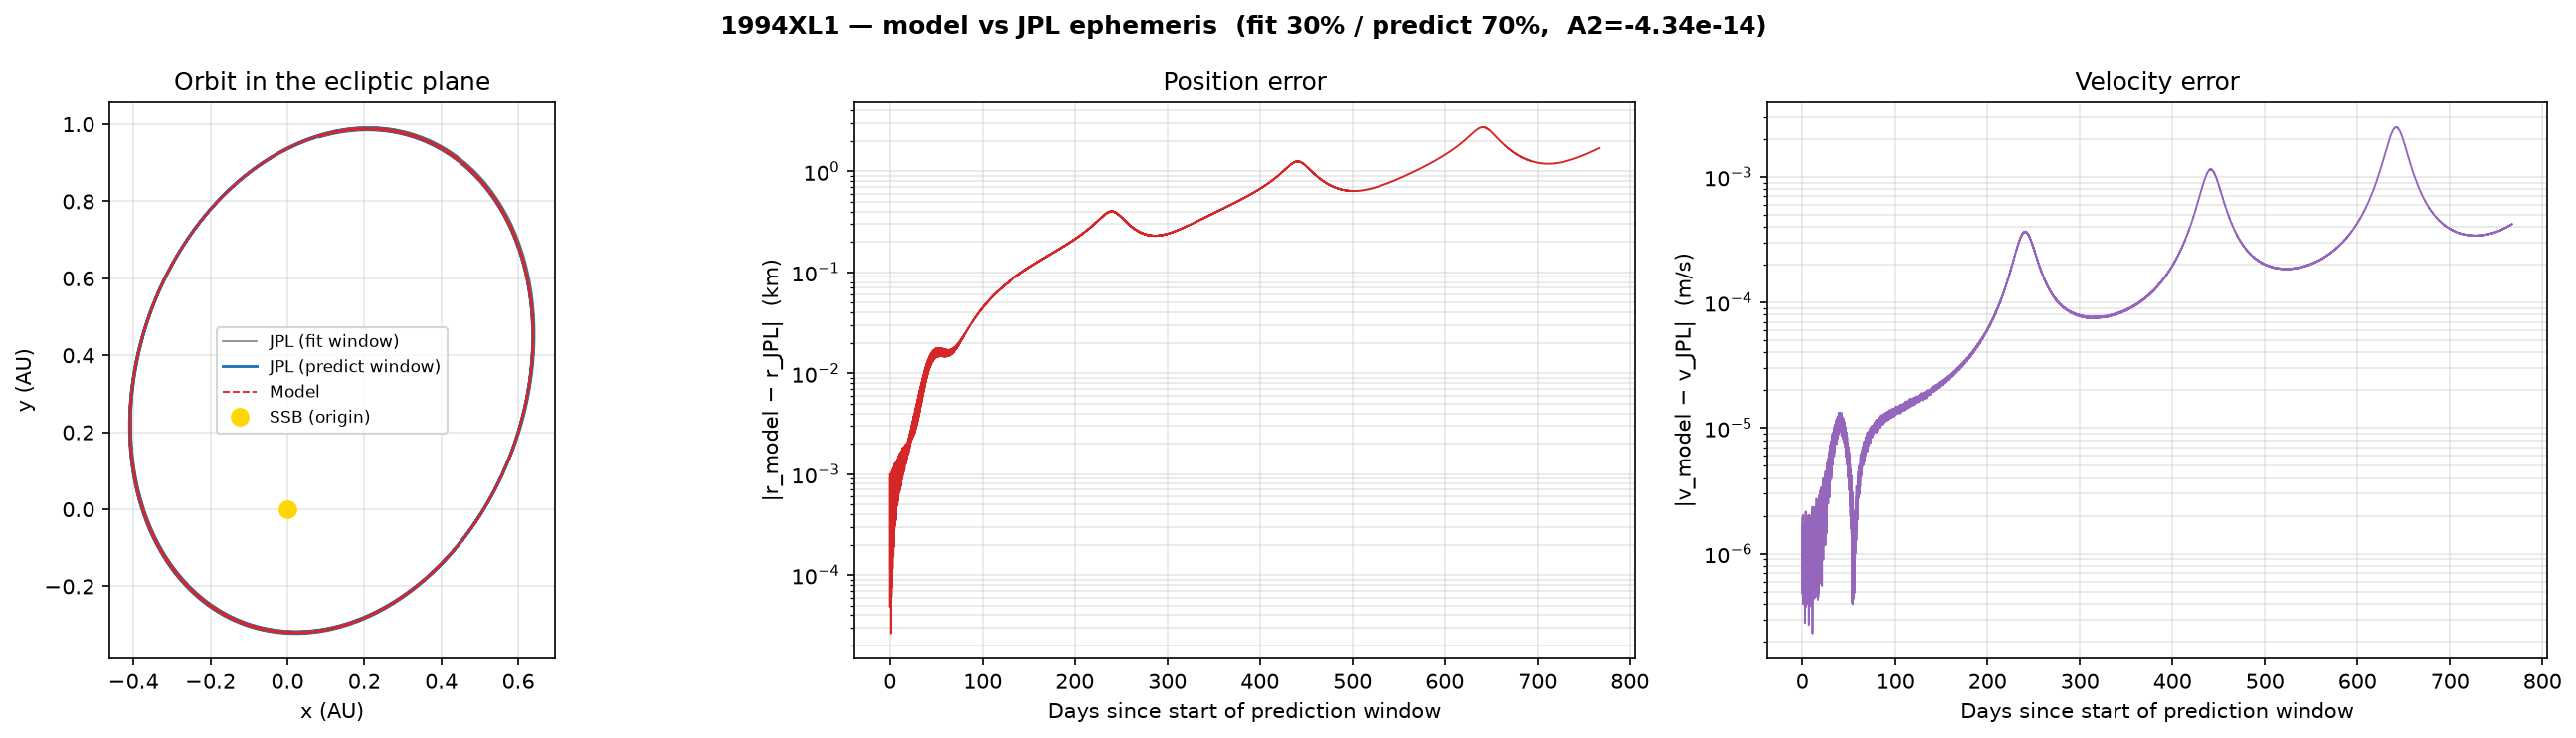 1994XL1 — model vs JPL ephemeris  (fit 30% / predict 70%,  A2=-4.34e-14)
Orbit in the ecliptic plane
y (AU)
1.0
0.8
0.6
0.4
0.2
0.0
−0.2
JPL (fit window)
JPL (predict window)
Model
SSB (origin)
−0.4 −0.2 0.0 0.2 0.4 0.6
x (AU)
Position error
|r_model − r_JPL|  (km)
10⁰
10⁻¹
10⁻²
10⁻³
10⁻⁴
0 100 200 300 400 500 600 700 800
Days since start of prediction window
Velocity error
|v_model − v_JPL|  (m/s)
10⁻³
10⁻⁴
10⁻⁵
10⁻⁶
0 100 200 300 400 500 600 700 800
Days since start of prediction window